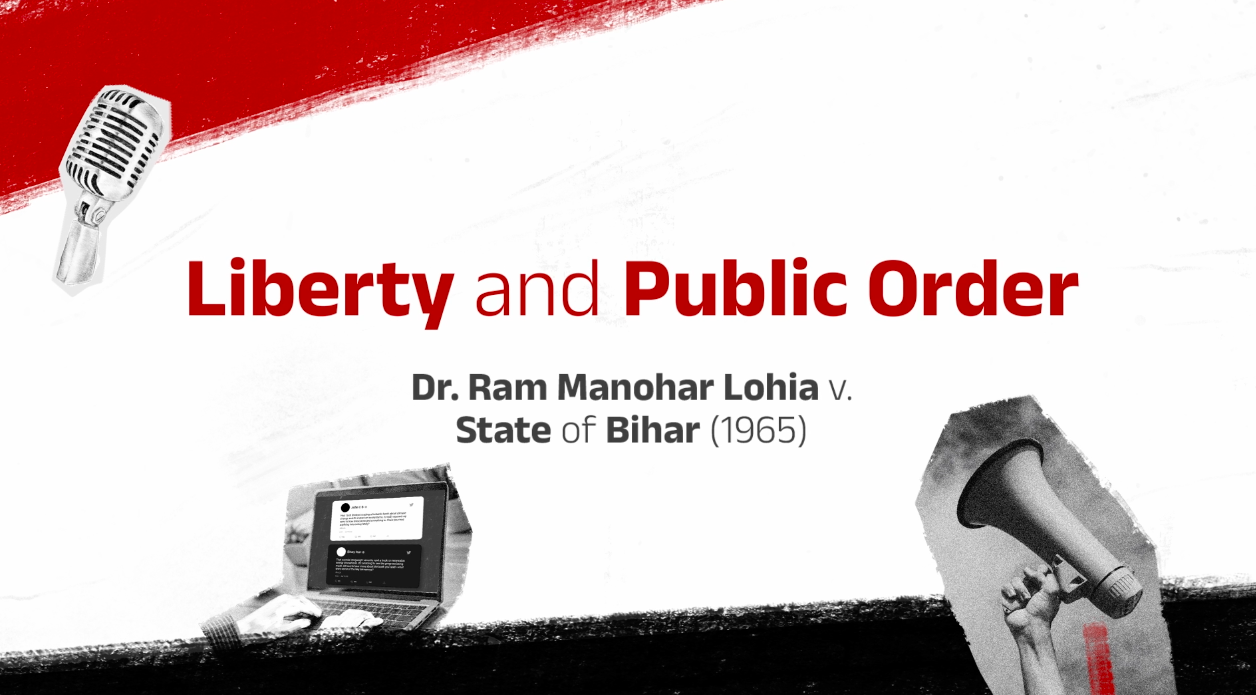 Liberty and Public Order
Dr. Ram Manohar Lohia v.
State of Bihar (1965)